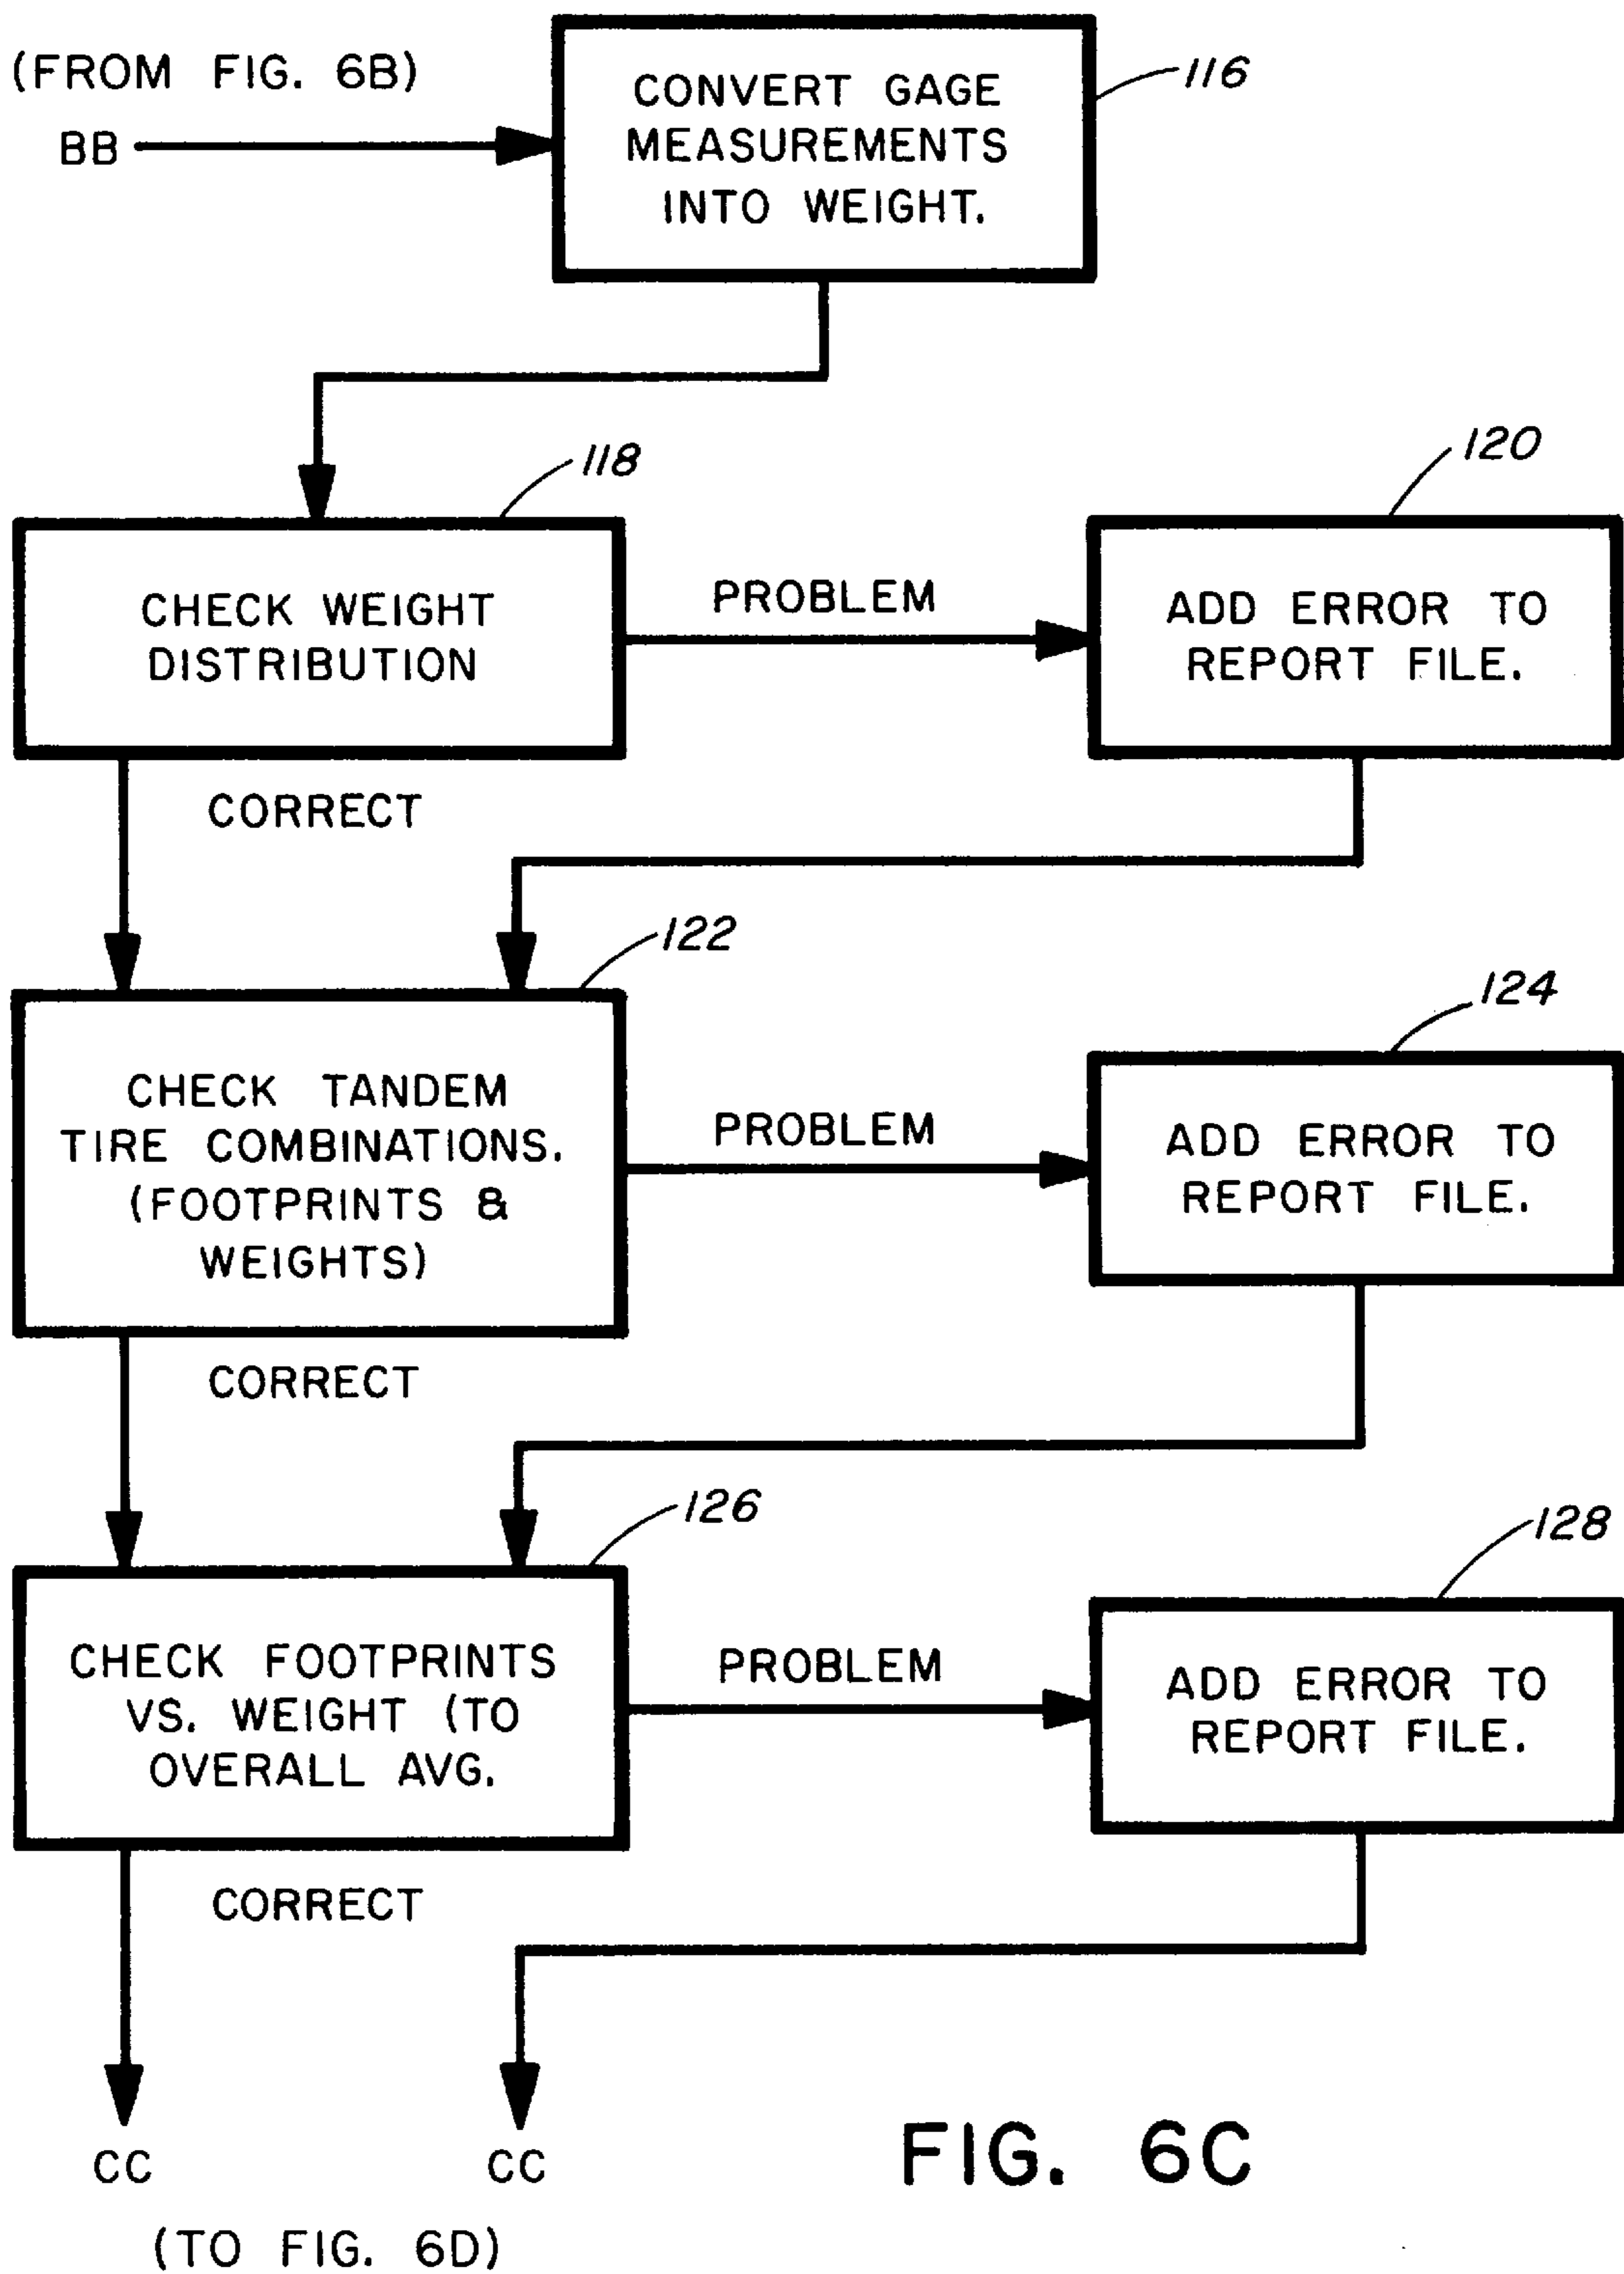 (FROM FIG. 6B)
BB
CONVERT GAGE
MEASUREMENTS
INTO WEIGHT.
116
118
CHECK WEIGHT
DISTRIBUTION
PROBLEM
120
ADD ERROR TO
REPORT FILE.
CORRECT
122
CHECK TANDEM
TIRE COMBINATIONS.
(FOOTPRINTS &
WEIGHTS)
PROBLEM
124
ADD ERROR TO
REPORT FILE.
CORRECT
126
CHECK FOOTPRINTS
VS. WEIGHT (TO
OVERALL AVG.
PROBLEM
128
ADD ERROR TO
REPORT FILE.
CORRECT
CC
CC
(TO FIG. 6D)
FIG. 6C